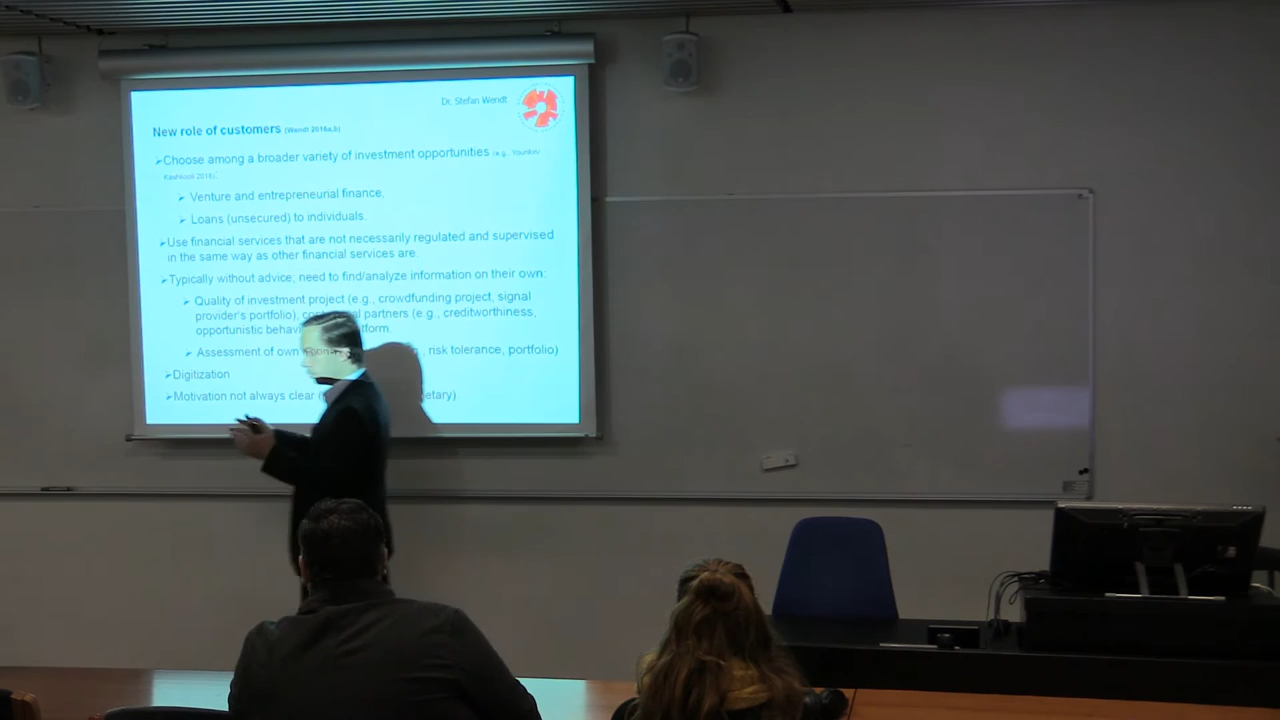 Dr. Stefan Wendt
New role of customers (Wendt 2016a,b)
➢Choose among a broader variety of investment opportunities (e.g., Younkin/
Kashkooli 2016):
➢ Venture and entrepreneurial finance,
➢ Loans (unsecured) to individuals.
➢Use financial services that are not necessarily regulated and supervised
in the same way as other financial services are.
➢Typically without advice; need to find/analyze information on their own:
➢ Quality of investment project (e.g., crowdfunding project, signal
provider's portfolio), partners (e.g., creditworthiness,
opportunistic
➢ Assessment of own , risk tolerance, portfolio)
➢Digitization
➢Motivation not always clear